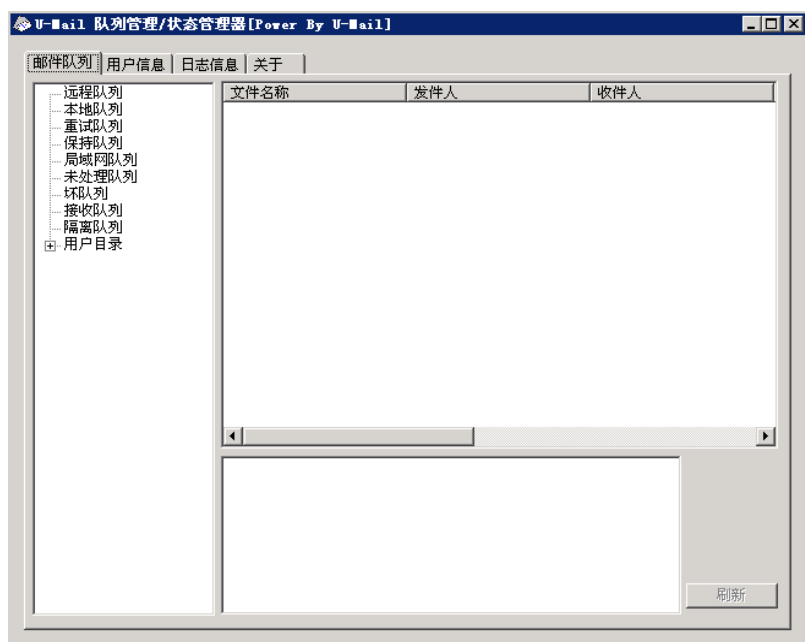 U-Mail 队列管理/状态管理器[Power By U-Mail]
邮件队列 用户信息 日志信息 关于
远程队列
本地队列
重试队列
保持队列
局域网队列
未处理队列
坏队列
接收队列
隔离队列
用户目录
文件名称 发件人 收件人
刷新